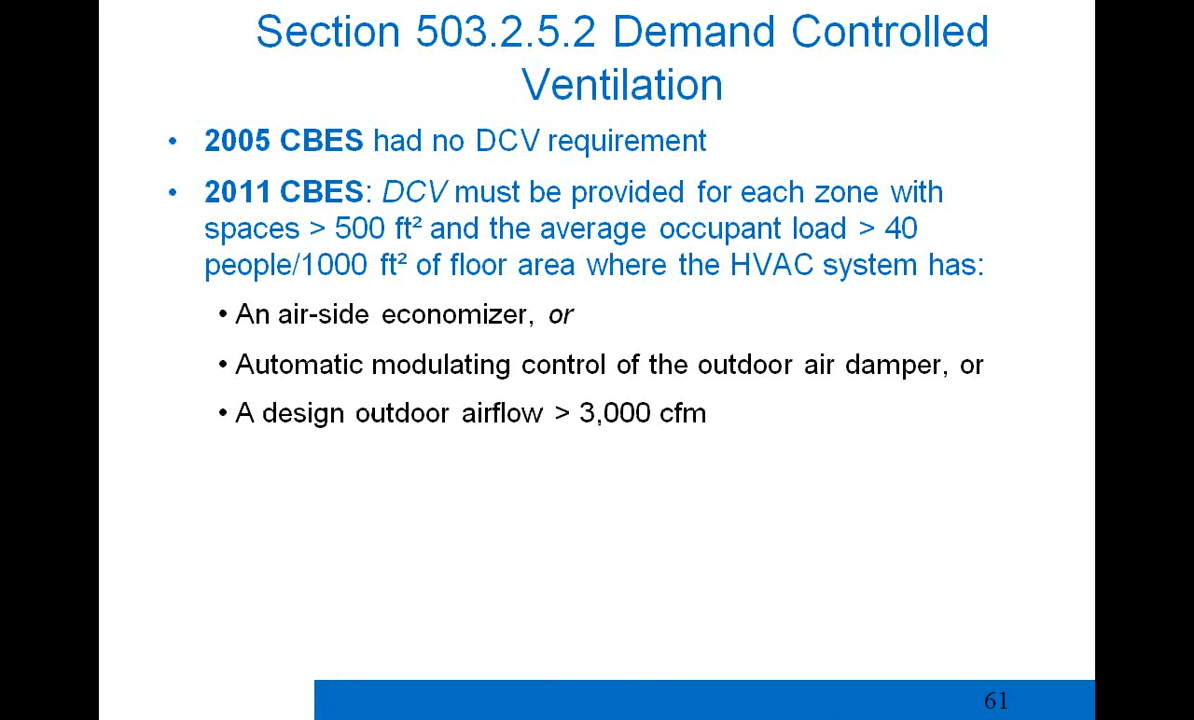 Section 503.2.5.2 Demand Controlled
Ventilation
• 2005 CBES had no DCV requirement
• 2011 CBES: DCV must be provided for each zone with
spaces > 500 ft² and the average occupant load > 40
people/1000 ft² of floor area where the HVAC system has:
• An air-side economizer, or
• Automatic modulating control of the outdoor air damper, or
• A design outdoor airflow > 3,000 cfm
61